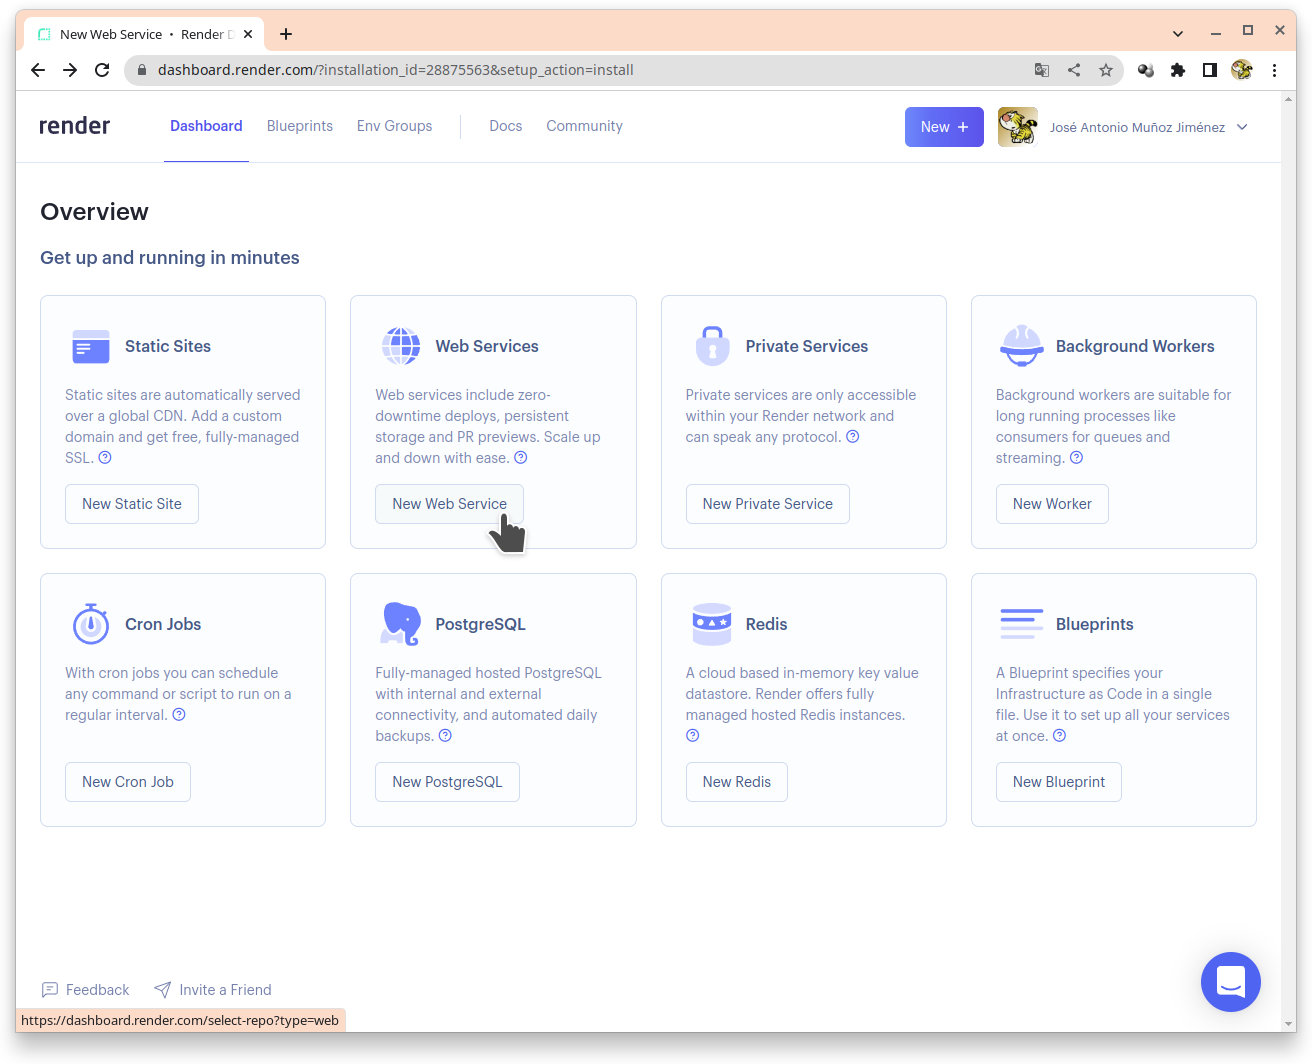 New Web Service · Render D
dashboard.render.com/?installation_id=28875563&setup_action=install
render
Dashboard
Blueprints
Env Groups
Docs
Community
New +
José Antonio Muñoz Jiménez
Overview
Get up and running in minutes
Static Sites
Static sites are automatically served
over a global CDN. Add a custom
domain and get free, fully-managed
SSL.
New Static Site
Web Services
Web services include zero-
downtime deploys, persistent
storage and PR previews. Scale up
and down with ease.
New Web Service
Private Services
Private services are only accessible
within your Render network and
can speak any protocol.
New Private Service
Background Workers
Background workers are suitable for
long running processes like
consumers for queues and
streaming.
New Worker
Cron Jobs
With cron jobs you can schedule
any command or script to run on a
regular interval.
New Cron Job
PostgreSQL
Fully-managed hosted PostgreSQL
with internal and external
connectivity, and automated daily
backups.
New PostgreSQL
Redis
A cloud based in-memory key value
datastore. Render offers fully
managed hosted Redis instances.
New Redis
Blueprints
A Blueprint specifies your
Infrastructure as Code in a single
file. Use it to set up all your services
at once.
New Blueprint
Feedback
Invite a Friend
https://dashboard.render.com/select-repo?type=web